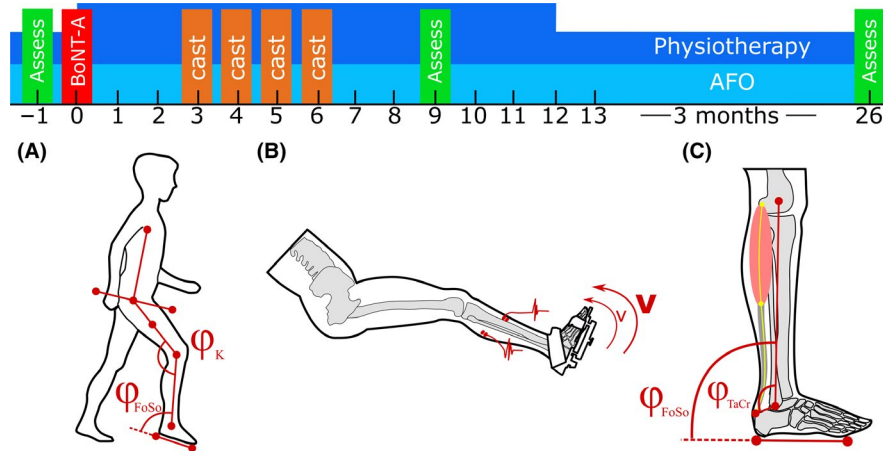 Assess
BoNT-A
cast
cast
cast
cast
Assess
Physiotherapy
AFO
Assess
−1 0 1 2 3 4 5 6 7 8 9 10 11 12 13 —3 months — 26
(A) (B) (C)
φK
φFoSo
v
V
φFoSo
φTaCr